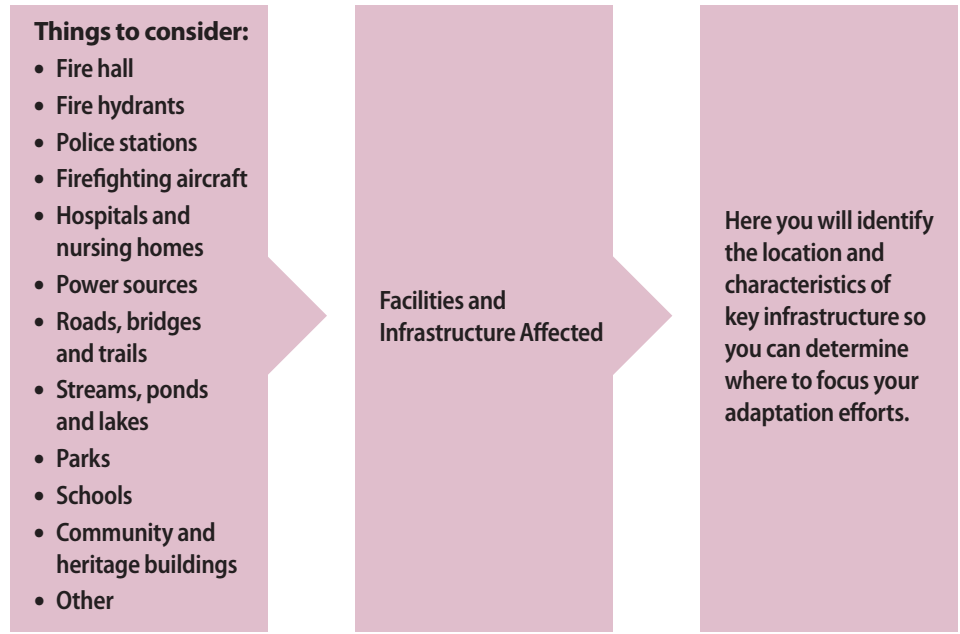 Things to consider:
• Fire hall
• Fire hydrants
• Police stations
• Firefighting aircraft
• Hospitals and
nursing homes
• Power sources
• Roads, bridges
and trails
• Streams, ponds
and lakes
• Parks
• Schools
• Community and
heritage buildings
• Other
Facilities and
Infrastructure Affected
Here you will identify
the location and
characteristics of
key infrastructure so
you can determine
where to focus your
adaptation efforts.